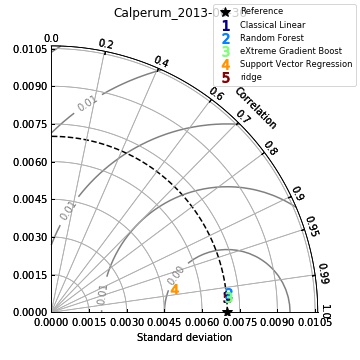 Calperum_2013-0
Reference
1 Classical Linear
2 Random Forest
3 eXtreme Gradient Boost
4 Support Vector Regression
5 ridge
0.0 0.2 0.4 0.6 0.7 0.8 0.9 0.95 0.99 1.0
Correlation
0.0105
0.0090
0.0075
0.0060
0.0045
0.0030
0.0015
0.0000
0.01
0.01
0.01
0.00
4
2
3
0.0000 0.0015 0.0030 0.0045 0.0060 0.0075 0.0090 0.0105
Standard deviation